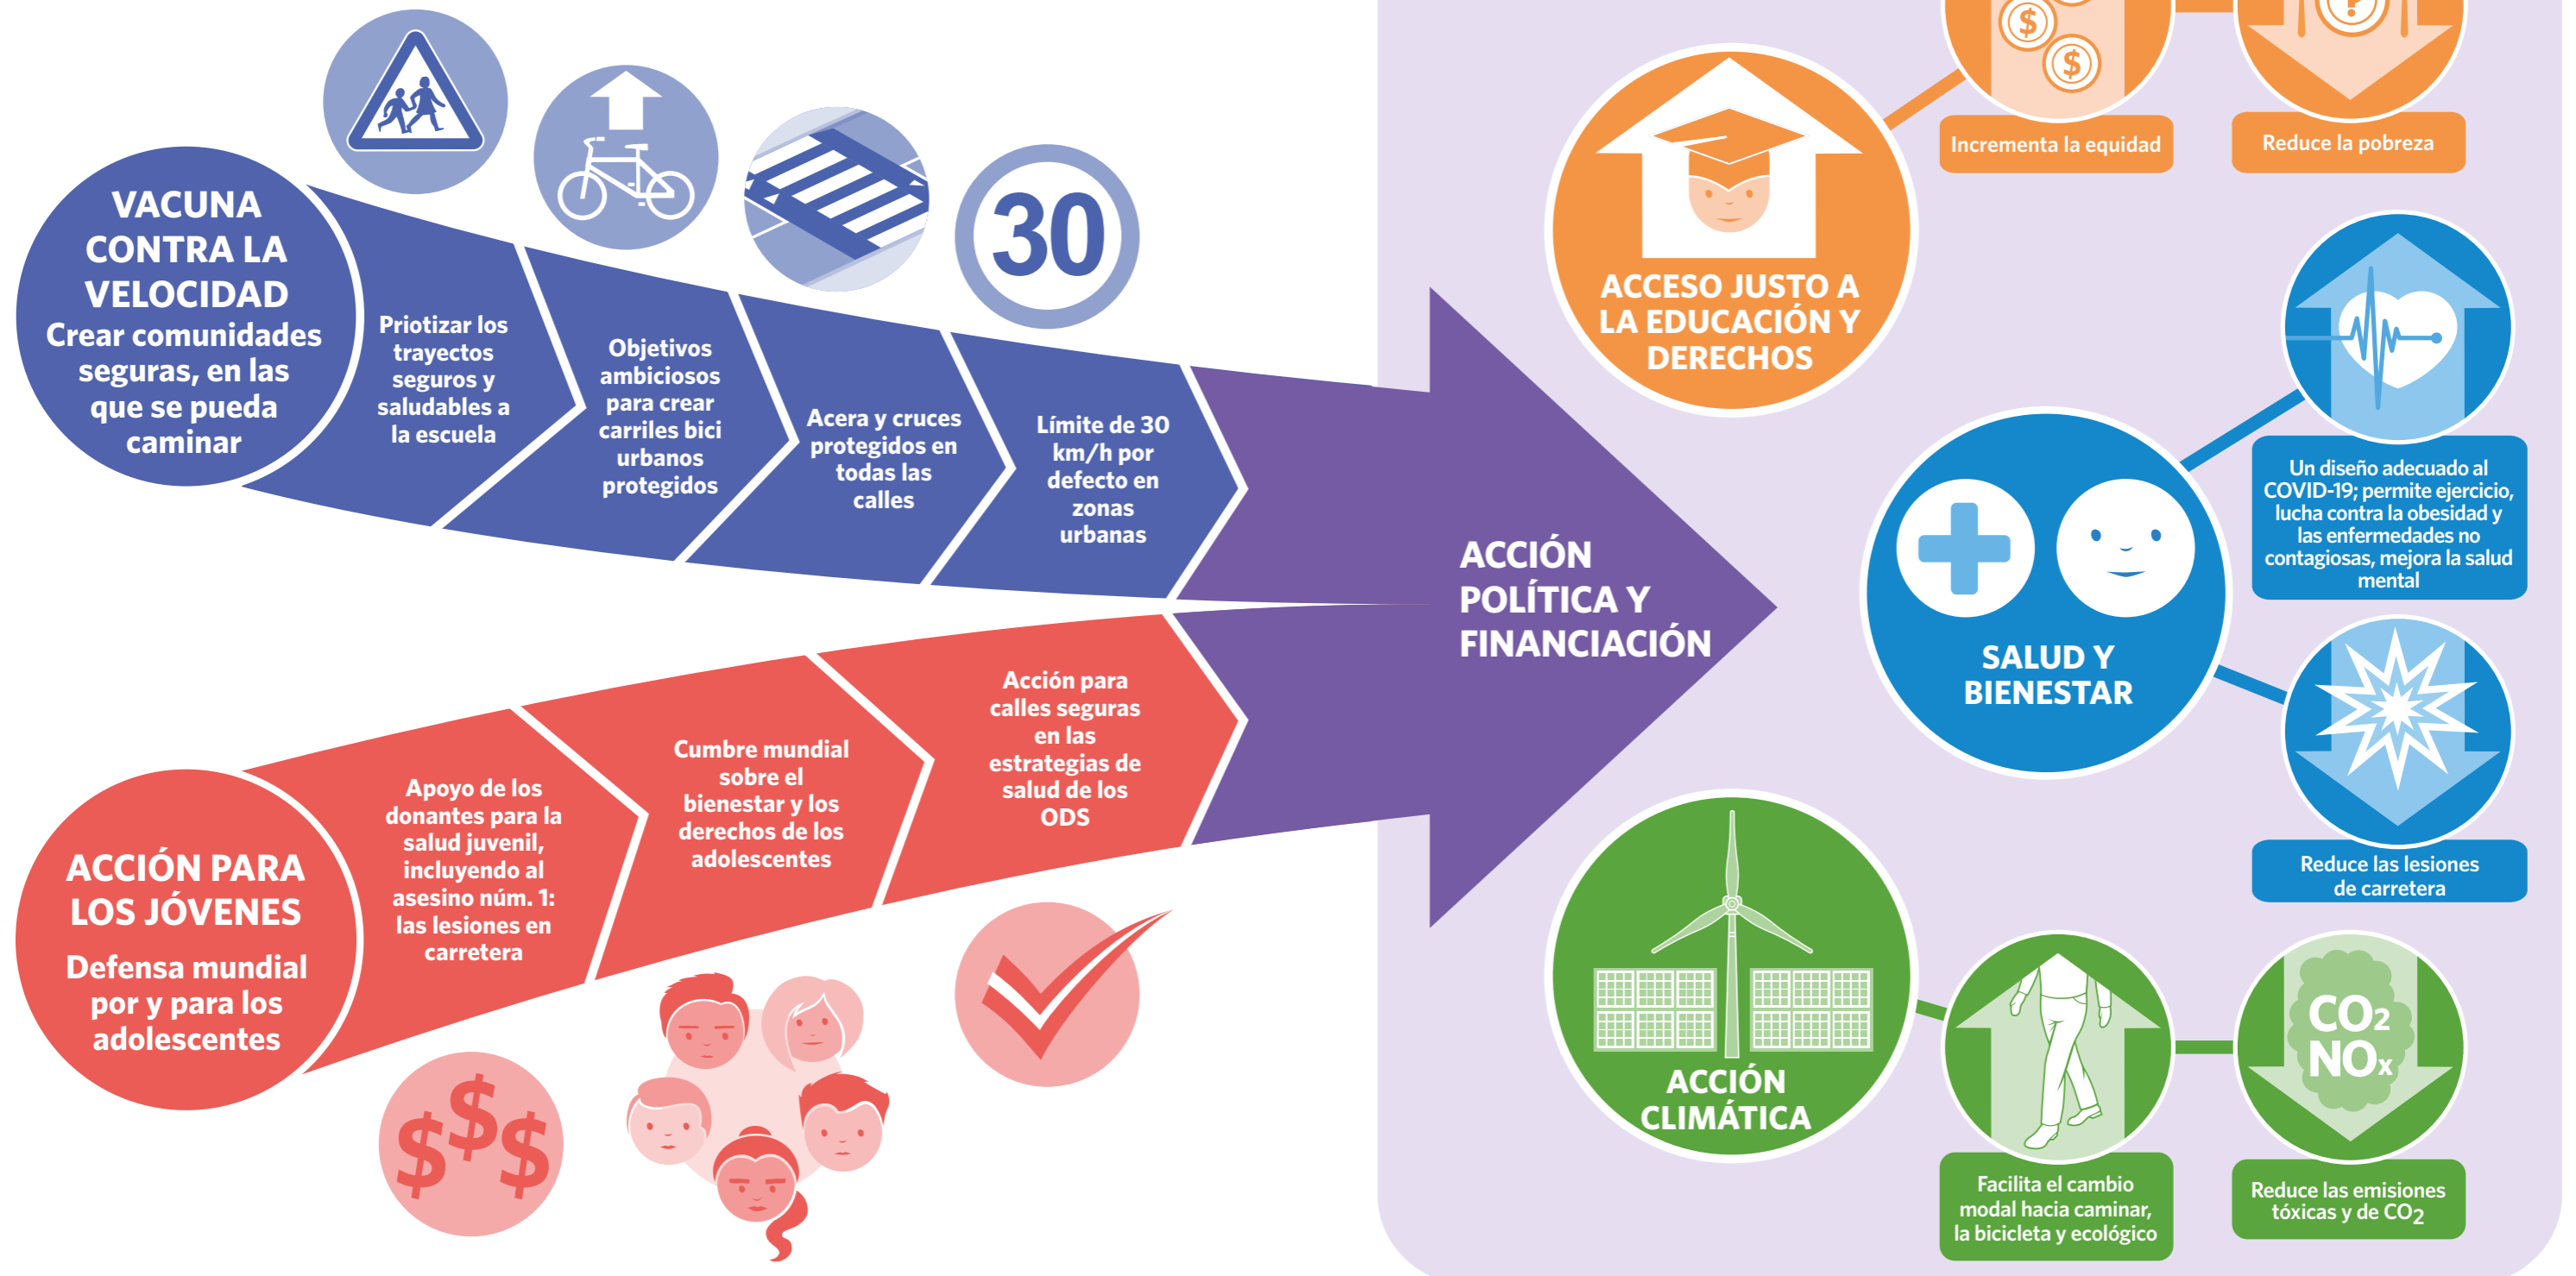 VACUNA
CONTRA LA
VELOCIDAD
Crear comunidades
seguras, en las
que se pueda
caminar
Priotizar los
trayectos
seguros y
saludables a
la escuela
Objetivos
ambiciosos
para crear
carriles bici
urbanos
protegidos
Acera y cruces
protegidos en
todas las
calles
30
Límite de 30
km/h por
defecto en
zonas
urbanas
ACCIÓN PARA
LOS JÓVENES
Defensa mundial
por y para los
adolescentes
Apoyo de los
donantes para la
salud juvenil,
incluyendo al
asesino núm. 1:
las lesiones en
carretera
$$$
Cumbre mundial
sobre el
bienestar y los
derechos de los
adolescentes
Acción para
calles seguras
en las
estrategias de
salud de los
ODS
ACCIÓN
POLÍTICA Y
FINANCIACIÓN
ACCESO JUSTO A
LA EDUCACIÓN Y
DERECHOS
$
$
Incrementa la equidad
?
Reduce la pobreza
SALUD Y
BIENESTAR
Un diseño adecuado al
COVID-19; permite ejercicio,
lucha contra la obesidad y
las enfermedades no
contagiosas, mejora la salud
mental
Reduce las lesiones
de carretera
ACCIÓN
CLIMÁTICA
Facilita el cambio
modal hacia caminar,
la bicicleta y ecológico
CO2
NOx
Reduce las emisiones
tóxicas y de CO2